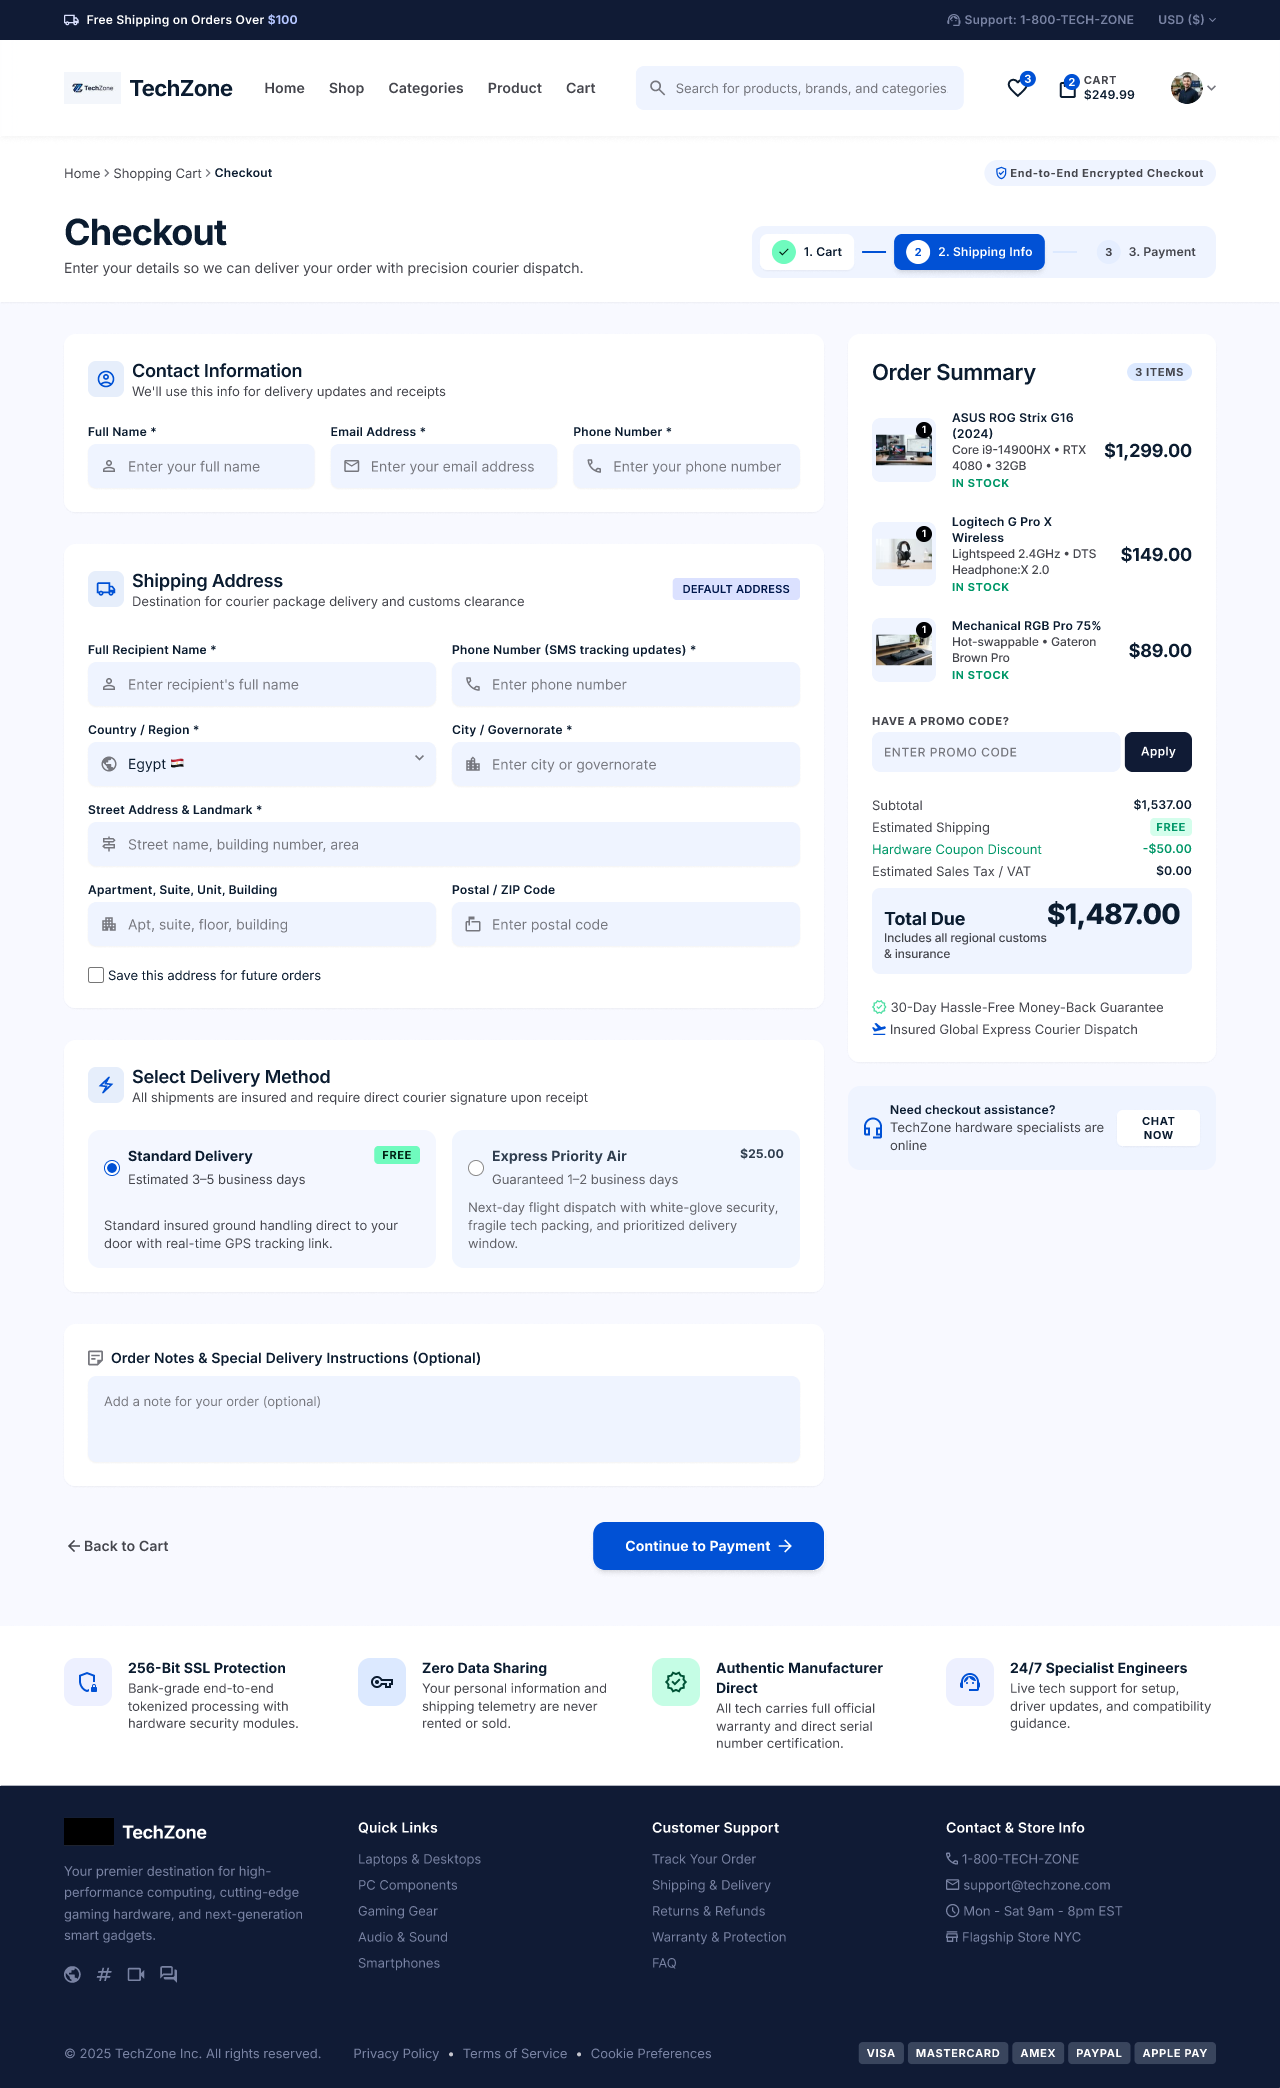 Free Shipping on Orders Over $100
Support: 1-800-TECH-ZONE
USD ($)
TechZone
TechZone
Home
Shop
Categories
Product
Cart
Search for products, brands, and categories
3
2
CART
$249.99
Home > Shopping Cart > Checkout
End-to-End Encrypted Checkout
Checkout
Enter your details so we can deliver your order with precision courier dispatch.
1. Cart
2
2. Shipping Info
3
3. Payment
Contact Information
We'll use this info for delivery updates and receipts
Full Name *
Email Address *
Phone Number *
Enter your full name
Enter your email address
Enter your phone number
Shipping Address
Destination for courier package delivery and customs clearance
DEFAULT ADDRESS
Full Recipient Name *
Phone Number (SMS tracking updates) *
Enter recipient's full name
Enter phone number
Country / Region *
City / Governorate *
Egypt 🇪🇬
Enter city or governorate
Street Address & Landmark *
Street name, building number, area
Apartment, Suite, Unit, Building
Postal / ZIP Code
Apt, suite, floor, building
Enter postal code
Save this address for future orders
Select Delivery Method
All shipments are insured and require direct courier signature upon receipt
Standard Delivery
FREE
Estimated 3–5 business days
Standard insured ground handling direct to your
door with real-time GPS tracking link.
Express Priority Air
$25.00
Guaranteed 1–2 business days
Next-day flight dispatch with white-glove security,
fragile tech packing, and prioritized delivery
window.
Order Notes & Special Delivery Instructions (Optional)
Add a note for your order (optional)
Back to Cart
Continue to Payment
Order Summary
3 ITEMS
1
ASUS ROG Strix G16
(2024)
Core i9-14900HX • RTX
4080 • 32GB
IN STOCK
$1,299.00
1
Logitech G Pro X
Wireless
Lightspeed 2.4GHz • DTS
Headphone:X 2.0
IN STOCK
$149.00
1
Mechanical RGB Pro 75%
Hot-swappable • Gateron
Brown Pro
IN STOCK
$89.00
HAVE A PROMO CODE?
ENTER PROMO CODE
Apply
Subtotal
$1,537.00
Estimated Shipping
FREE
Hardware Coupon Discount
-$50.00
Estimated Sales Tax / VAT
$0.00
Total Due
$1,487.00
Includes all regional customs
& insurance
30-Day Hassle-Free Money-Back Guarantee
Insured Global Express Courier Dispatch
Need checkout assistance?
TechZone hardware specialists are
online
CHAT
NOW
256-Bit SSL Protection
Bank-grade end-to-end
tokenized processing with
hardware security modules.
Zero Data Sharing
Your personal information and
shipping telemetry are never
rented or sold.
Authentic Manufacturer
Direct
All tech carries full official
warranty and direct serial
number certification.
24/7 Specialist Engineers
Live tech support for setup,
driver updates, and compatibility
guidance.
TechZone
Your premier destination for high-
performance computing, cutting-edge
gaming hardware, and next-generation
smart gadgets.
Quick Links
Laptops & Desktops
PC Components
Gaming Gear
Audio & Sound
Smartphones
Customer Support
Track Your Order
Shipping & Delivery
Returns & Refunds
Warranty & Protection
FAQ
Contact & Store Info
1-800-TECH-ZONE
support@techzone.com
Mon - Sat 9am - 8pm EST
Flagship Store NYC
© 2025 TechZone Inc. All rights reserved.
Privacy Policy • Terms of Service • Cookie Preferences
VISA
MASTERCARD
AMEX
PAYPAL
APPLE PAY